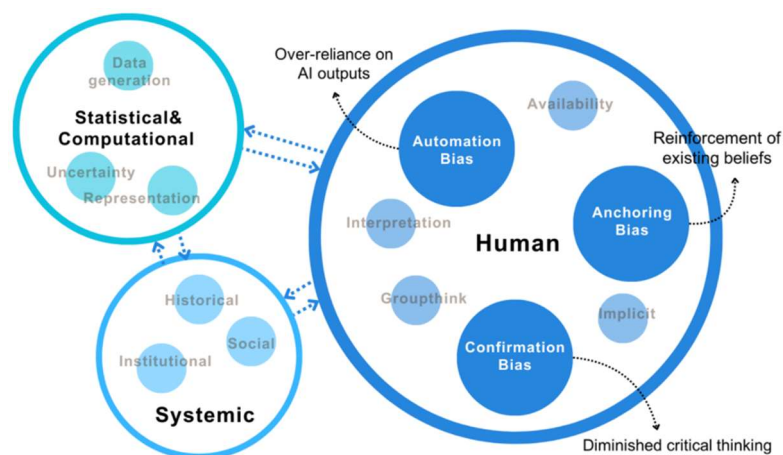 Data
generation
Statistical&
Computational
Uncertainty
Representation
Over-reliance on
AI outputs
Availability
Automation
Bias
Reinforcement of
existing beliefs
Anchoring
Bias
Interpretation
Human
Groupthink
Implicit
Confirmation
Bias
Diminished critical thinking
Historical
Social
Institutional
Systemic